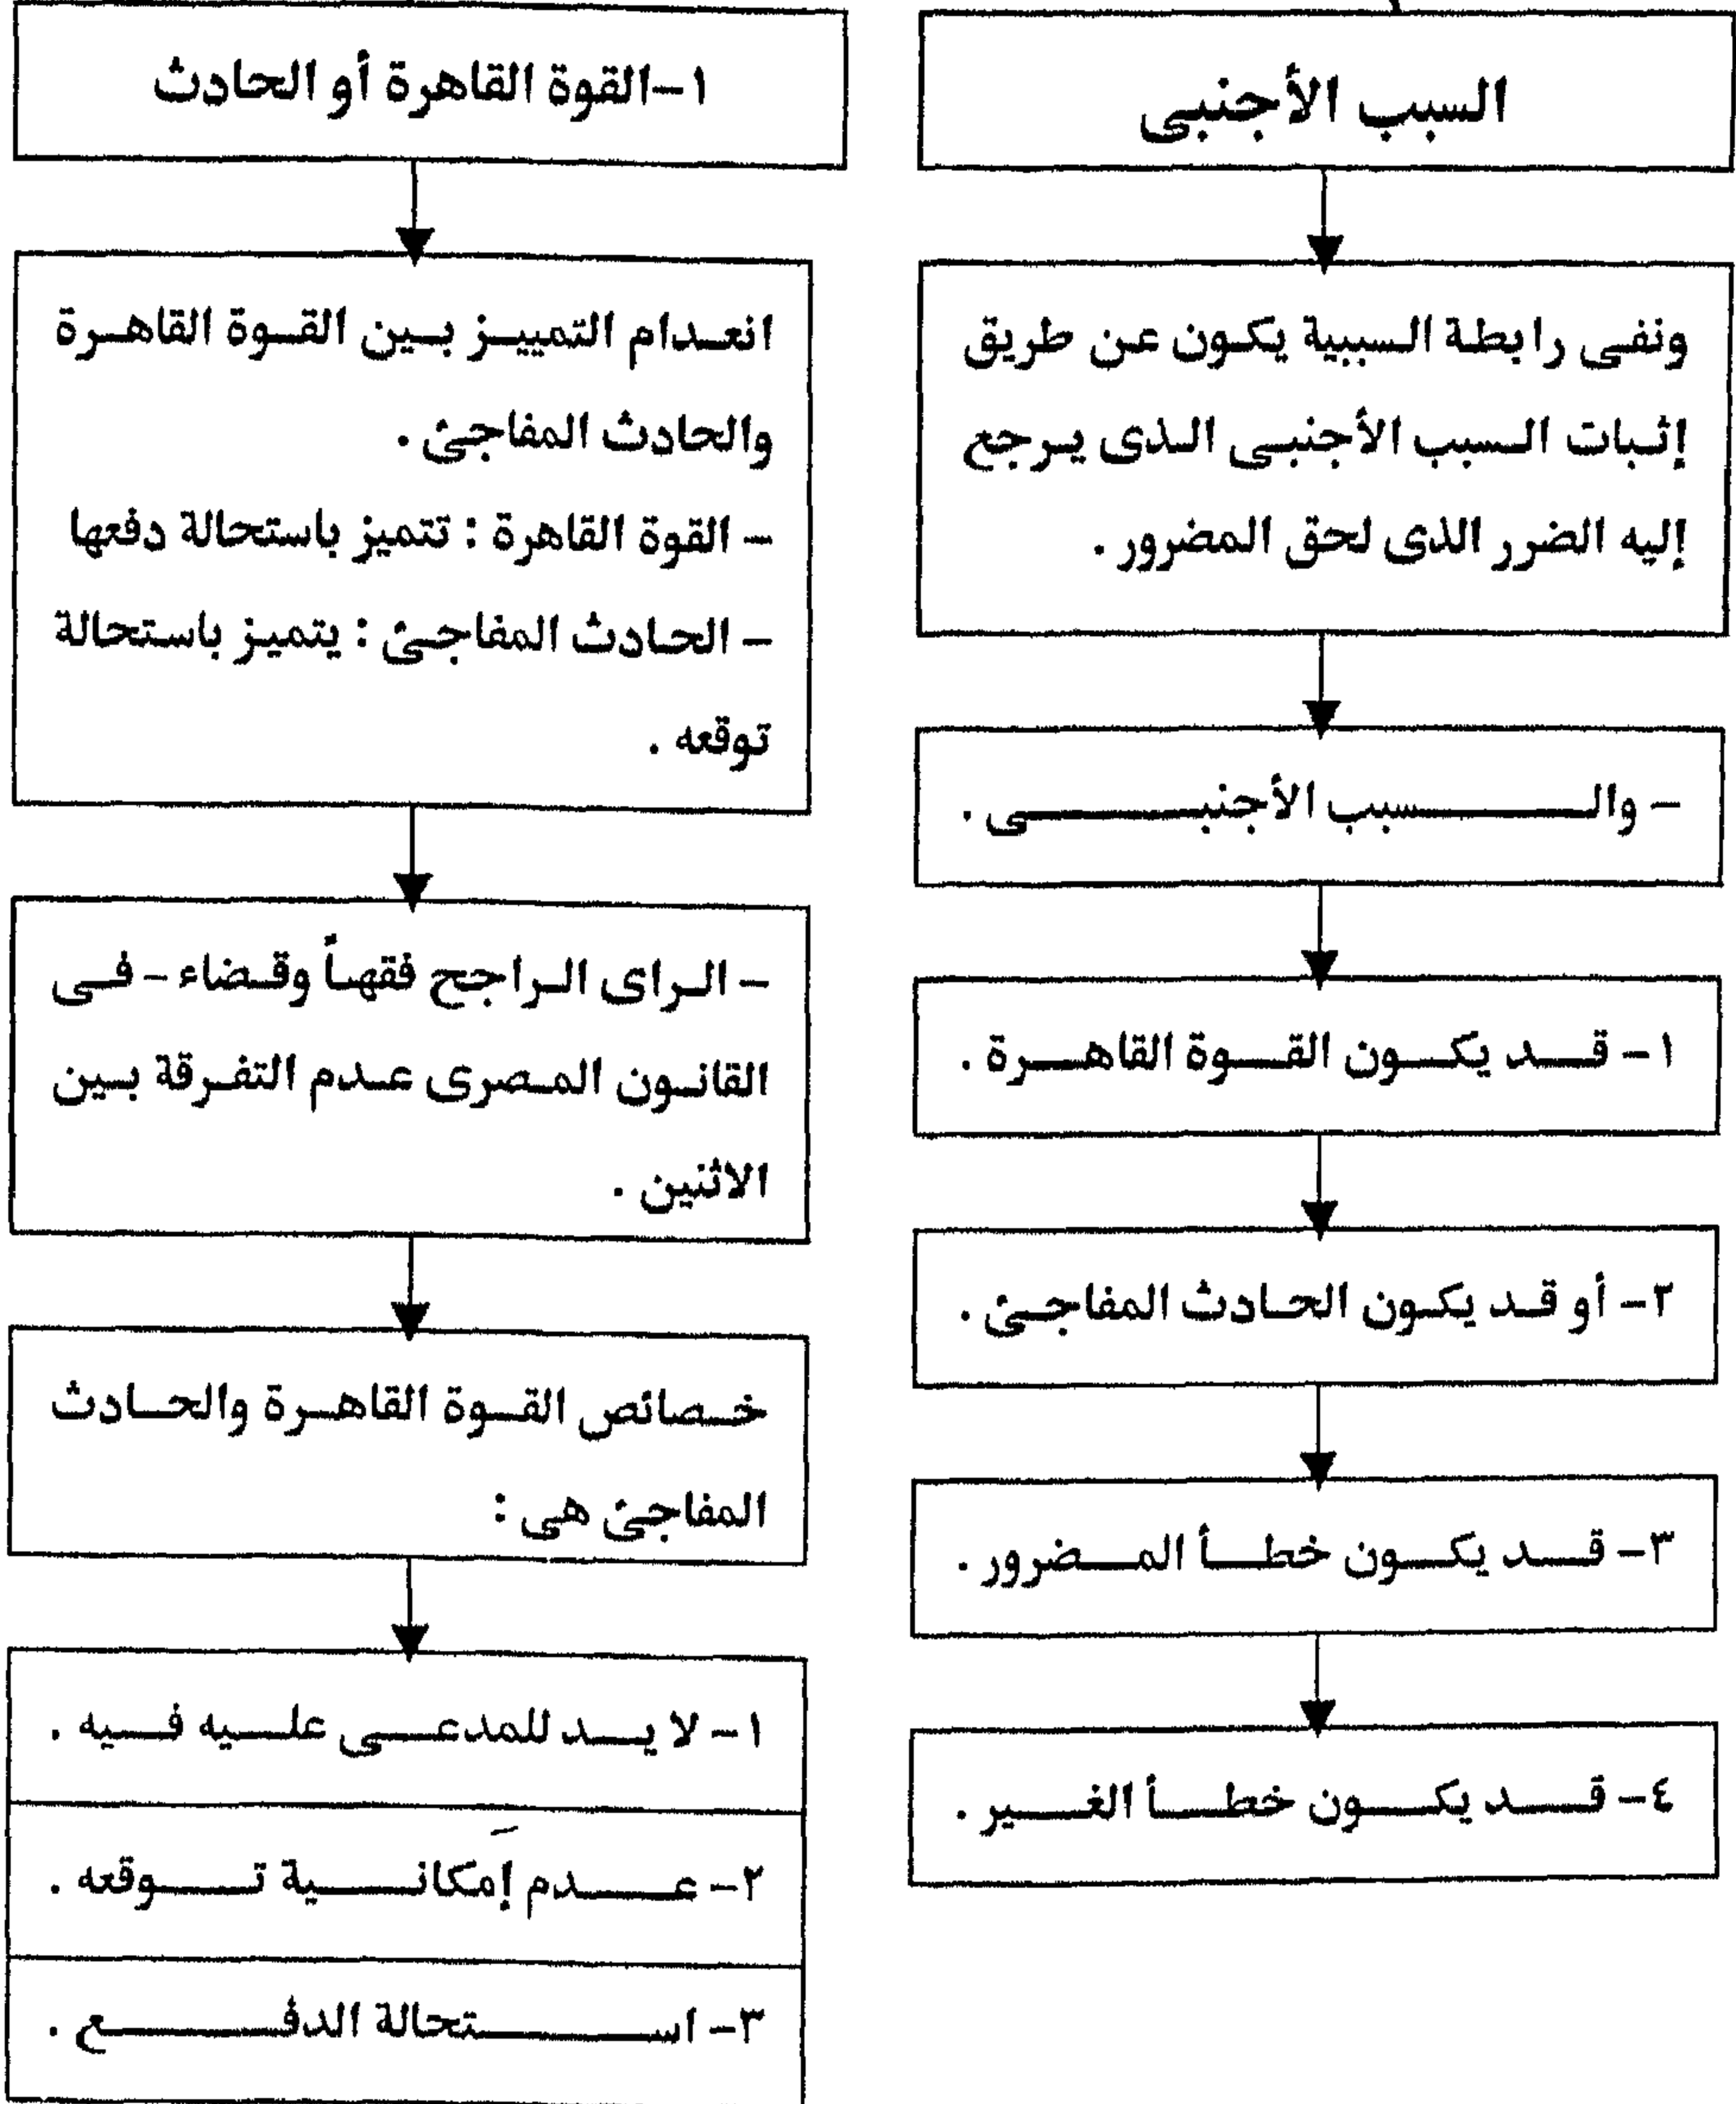 السبب الأجنبى
ونفى رابطة السببية يكون عن طريق
إثبات السبب الأجنبى الذى يرجع
إليه الضرر الذى لحق المضرور .
- والسبب الأجنبى .
١- قد يكون القوة القاهرة .
٢- أو قد يكون الحادث المفاجئ .
٣- قد يكون خطأ المضرور .
٤- قد يكون خطأ الغير .
١-القوة القاهرة أو الحادث
انعدام التمييز بين القوة القاهرة
والحادث المفاجئ .
- القوة القاهرة : تتميز باستحالة دفعها
- الحادث المفاجئ : يتميز باستحالة
توقعه .
- الراى الراجح فقهاً وقضاء - فى
القانون المصرى عدم التفرقة بين
الاثنين .
خصائص القوة القاهرة والحادث
المفاجئ هى :
١- لا يد للمدعى عليه فيه .
٢- عدم إمكانية توقعه .
٣- استحالة الدفع .